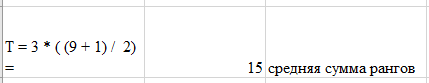 T = 3 * ( (9 + 1) /  2)
= 15 средняя сумма рангов